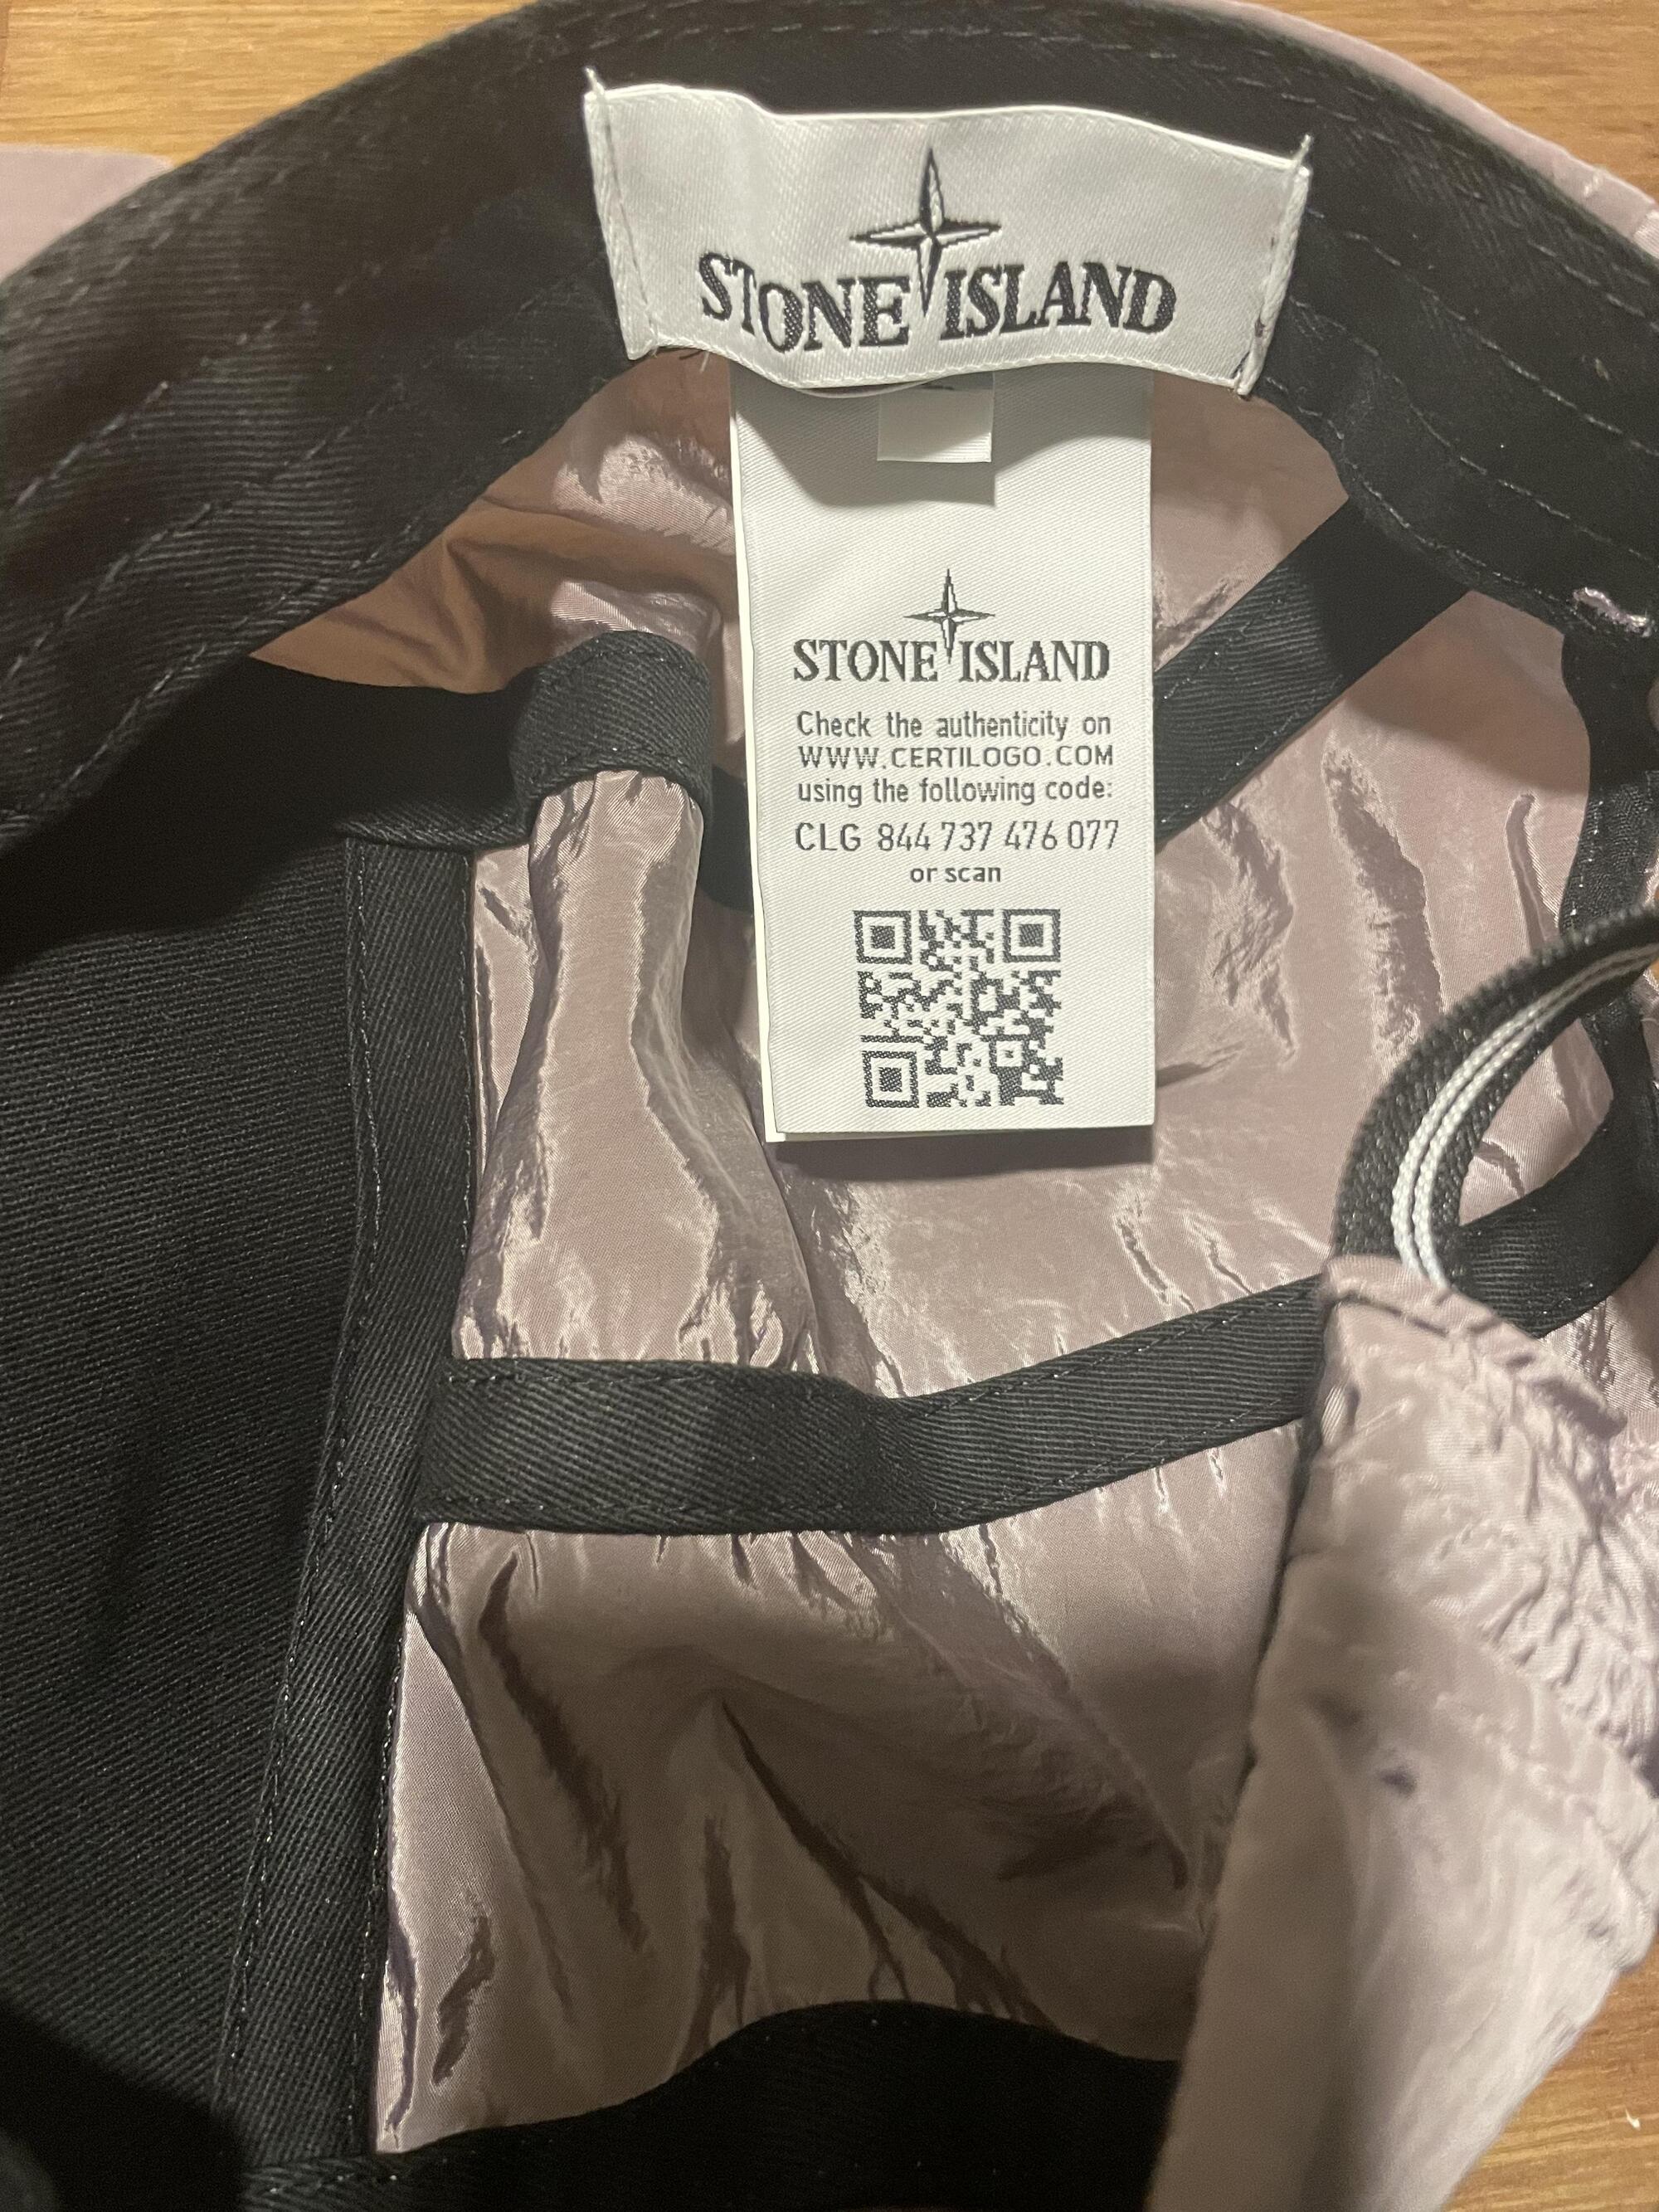 STONE ISLAND
STONE ISLAND
Check the authenticity on
WWW.CERTILOGO.COM
using the following code:
CLG 844 737 476 077
or scan